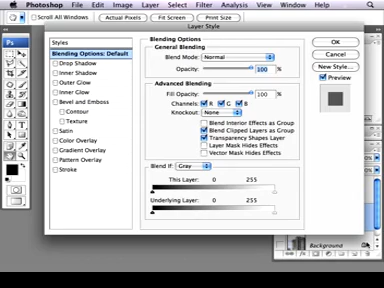 Photoshop File Edit Image Layer Select Filter Analysis View Window
Scroll All Windows Actual Pixels Fit Screen Print Size
Layer Style
Ps
Styles
Blending Options: Default
Drop Shadow
Inner Shadow
Outer Glow
Inner Glow
Bevel and Emboss
Contour
Texture
Satin
Color Overlay
Gradient Overlay
Pattern Overlay
Stroke
Blending Options
General Blending
Blend Mode: Normal
Opacity: 100 %
Advanced Blending
Fill Opacity: 100 %
Channels: R G B
Knockout: None
Blend Interior Effects as Group
Blend Clipped Layers as Group
Transparency Shapes Layer
Layer Mask Hides Effects
Vector Mask Hides Effects
Blend If: Gray
This Layer: 0 255
Underlying Layer: 0 255
OK
Cancel
New Style...
Preview
Background